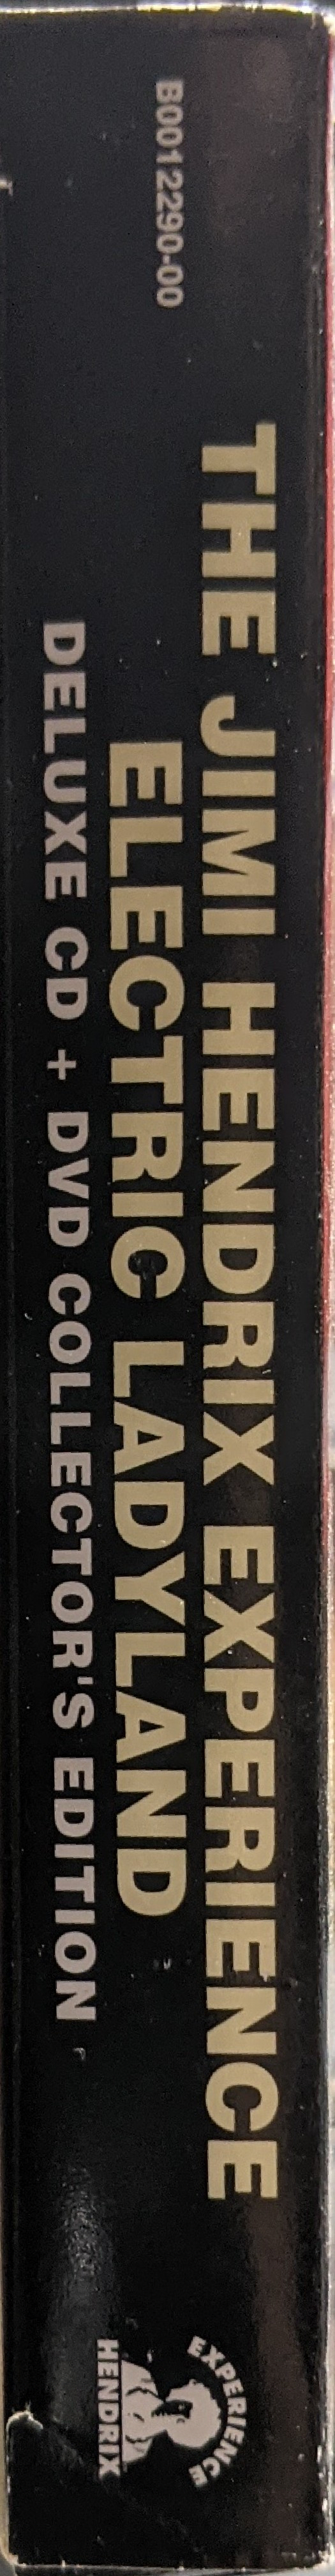 B0012290-00
THE JIMI HENDRIX EXPERIENCE
ELECTRIC LADYLAND
DELUXE CD + DVD COLLECTOR'S EDITION
EXPERIENCE
HENDRIX